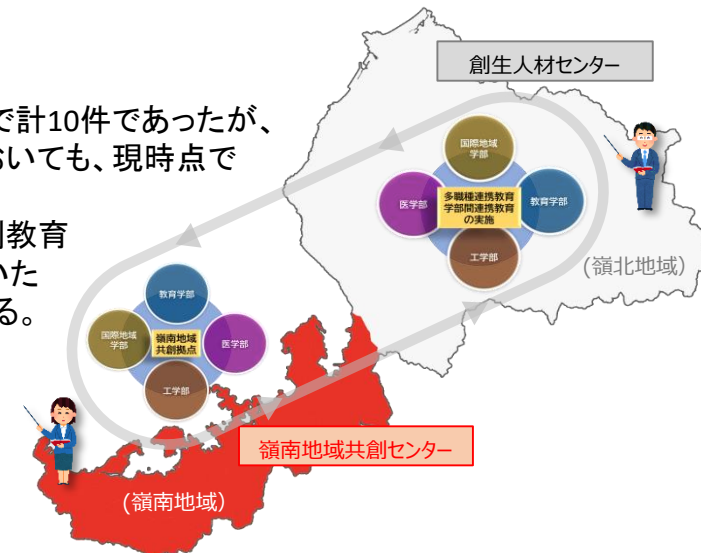 創生人材センター
で計10件であったが、
おいても、現時点で
教育
いた
る。
国際地域
学部
医学部
多職種連携教育
学部間連携教育
の実施
教育学部
工学部
(嶺北地域)
教育学部
国際地域
学部
嶺南地域
共創拠点
医学部
工学部
嶺南地域共創センター
(嶺南地域)